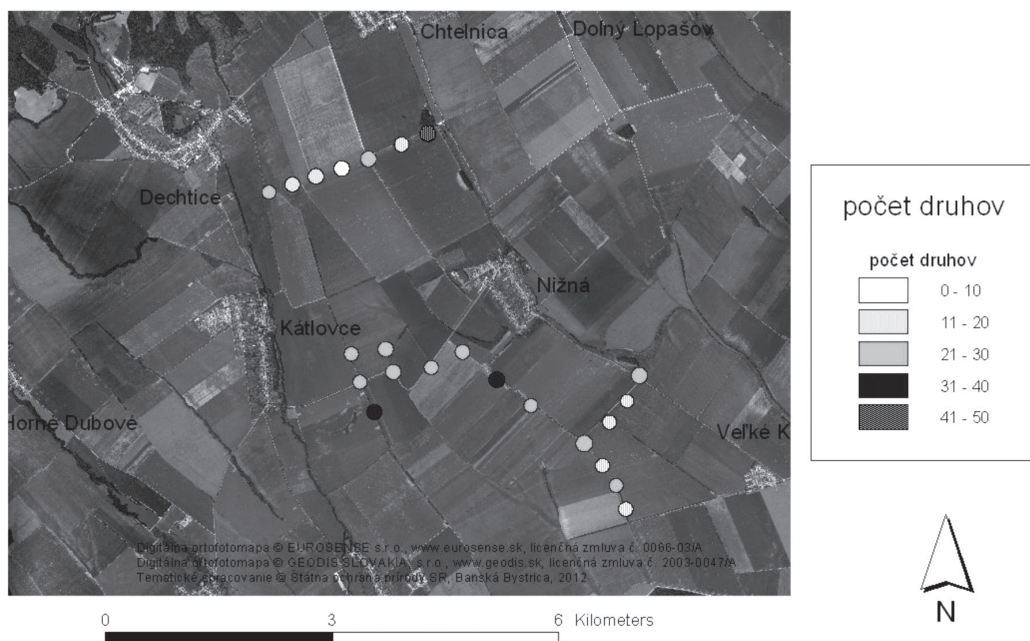 Chtelnica
Dolný Lopašov
Dechtice
Nižná
Kátlovce
Horné Dubové
Veľké K
Digitálna ortofotomapa © EUROSENSE s.r.o., www.eurosense.sk, licenčná zmluva č. 0066-03/A
Digitálna ortofotomapa © GEODIS SLOVAKIA, s.r.o., www.geodis.sk, licenčná zmluva č. 2003-0047/A
Tematické spracovanie © Štátna ochrana prírody SR, Banská Bystrica, 2012
0 3 6 Kilometers
počet druhov
počet druhov
0 - 10
11 - 20
21 - 30
31 - 40
41 - 50
N